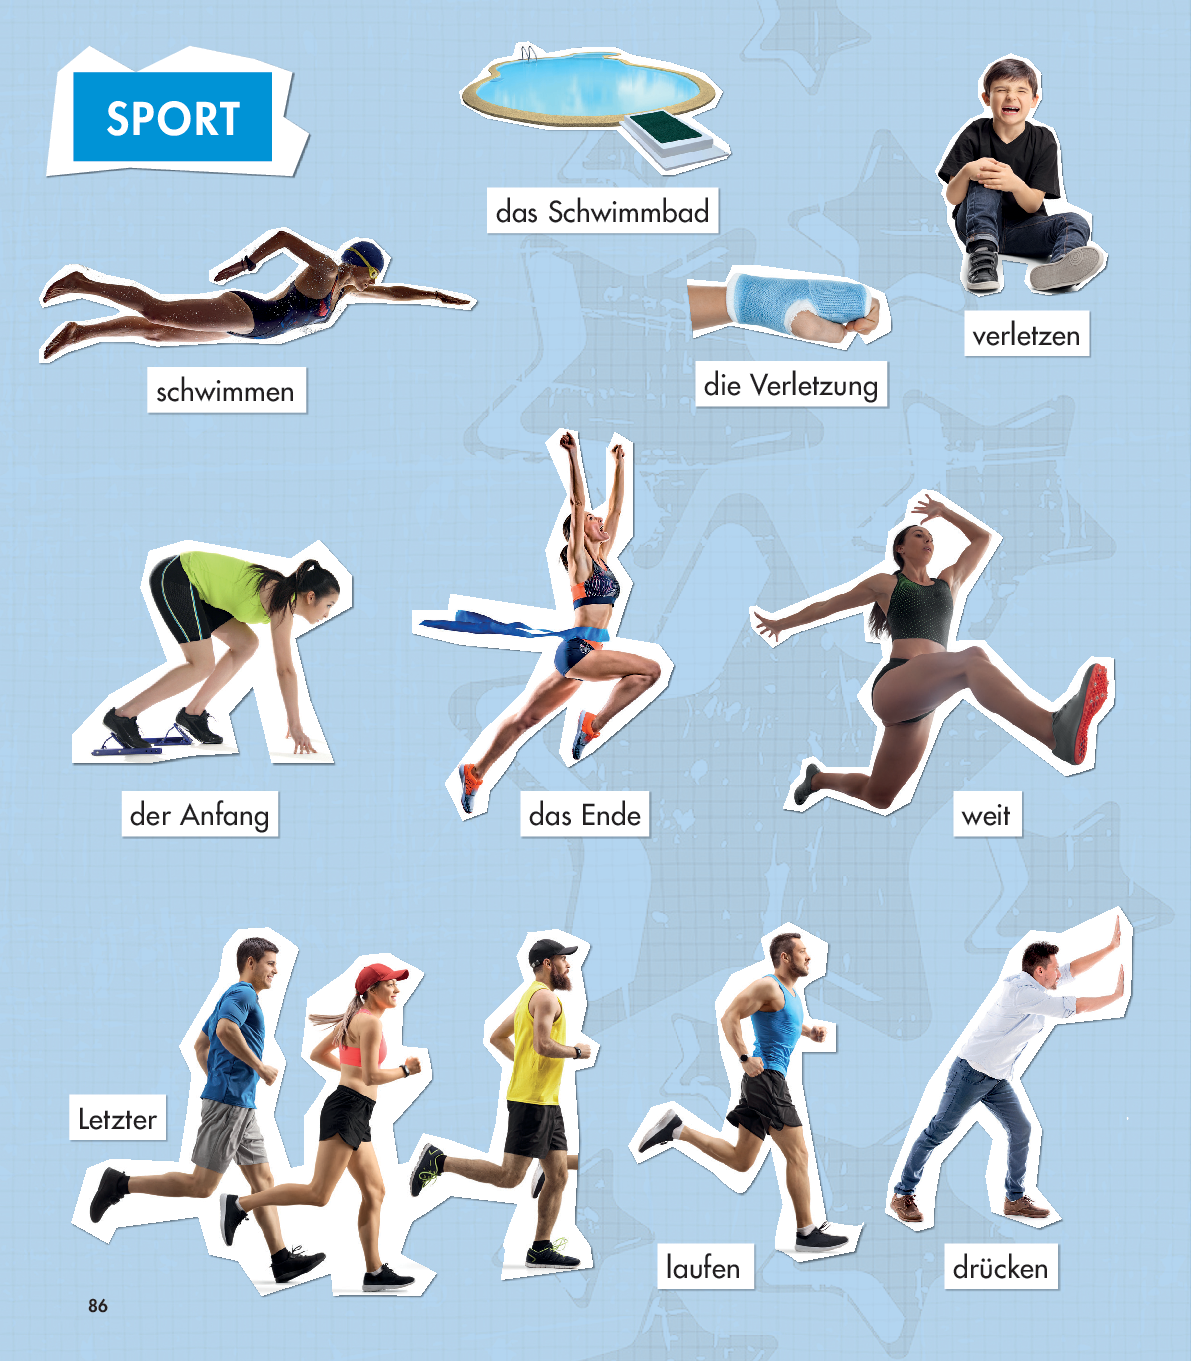 SPORT
das Schwimmbad
verletzen
die Verletzung
schwimmen
der Anfang
das Ende
weit
Letzter
laufen
drücken
86